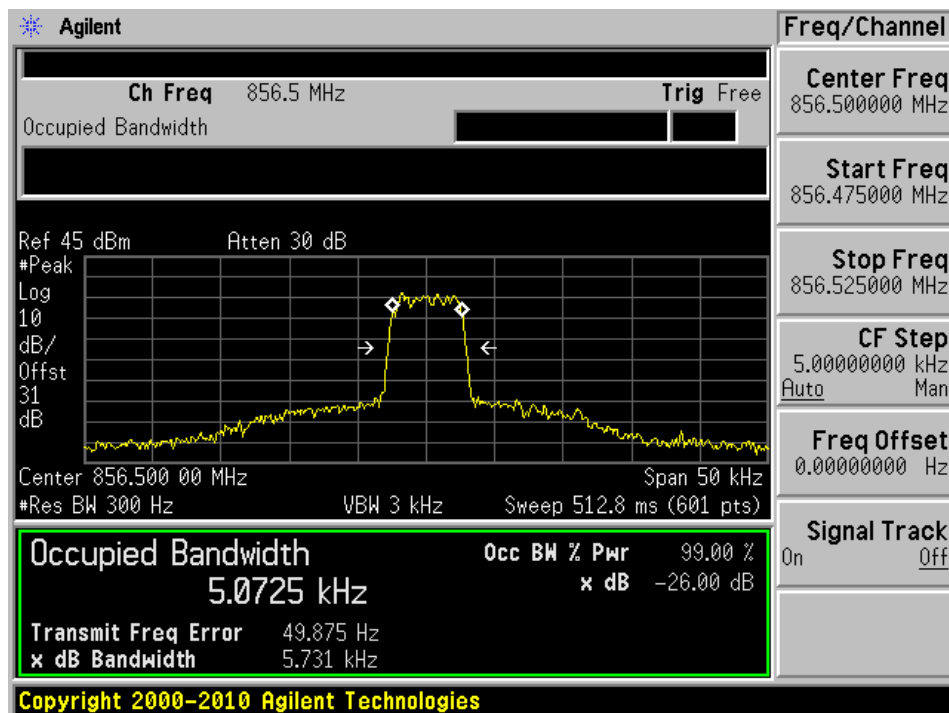 Agilent
Freq/Channel
Ch Freq 856.5 MHz Trig Free
Occupied Bandwidth
Center Freq
856.500000 MHz
Start Freq
856.475000 MHz
Stop Freq
856.525000 MHz
CF Step
5.00000000 kHz
Auto Man
Freq Offset
0.00000000 Hz
Signal Track
On Off
Ref 45 dBm Atten 30 dB
#Peak
Log
10
dB/
Offst
31
dB
Center 856.500 00 MHz Span 50 kHz
#Res BW 300 Hz VBW 3 kHz Sweep 512.8 ms (601 pts)
Occupied Bandwidth Occ BW % Pwr 99.00 %
5.0725 kHz x dB -26.00 dB
Transmit Freq Error 49.875 Hz
x dB Bandwidth 5.731 kHz
Copyright 2000-2010 Agilent Technologies